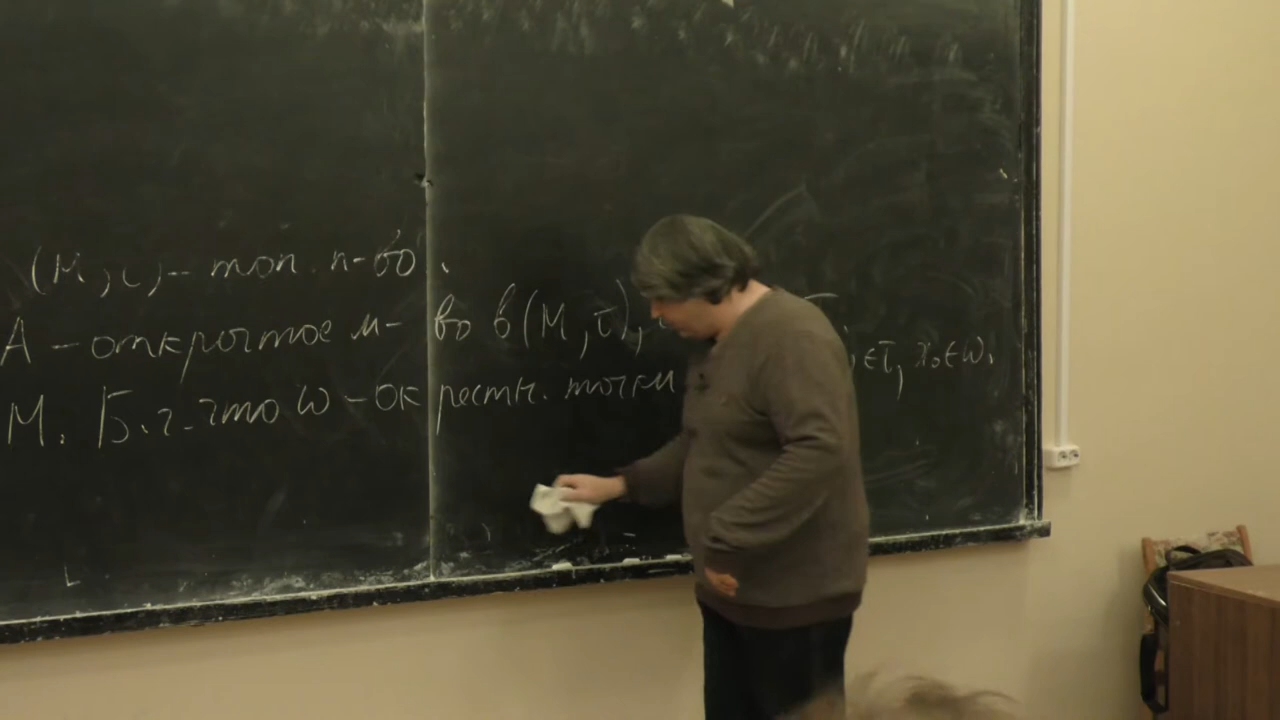 (M, τ) – топ. п-во.
A – открытое м-во в (M, τ),
M. Б.г. что ω – окрестн. точки ∈τ, x₀∈ω.